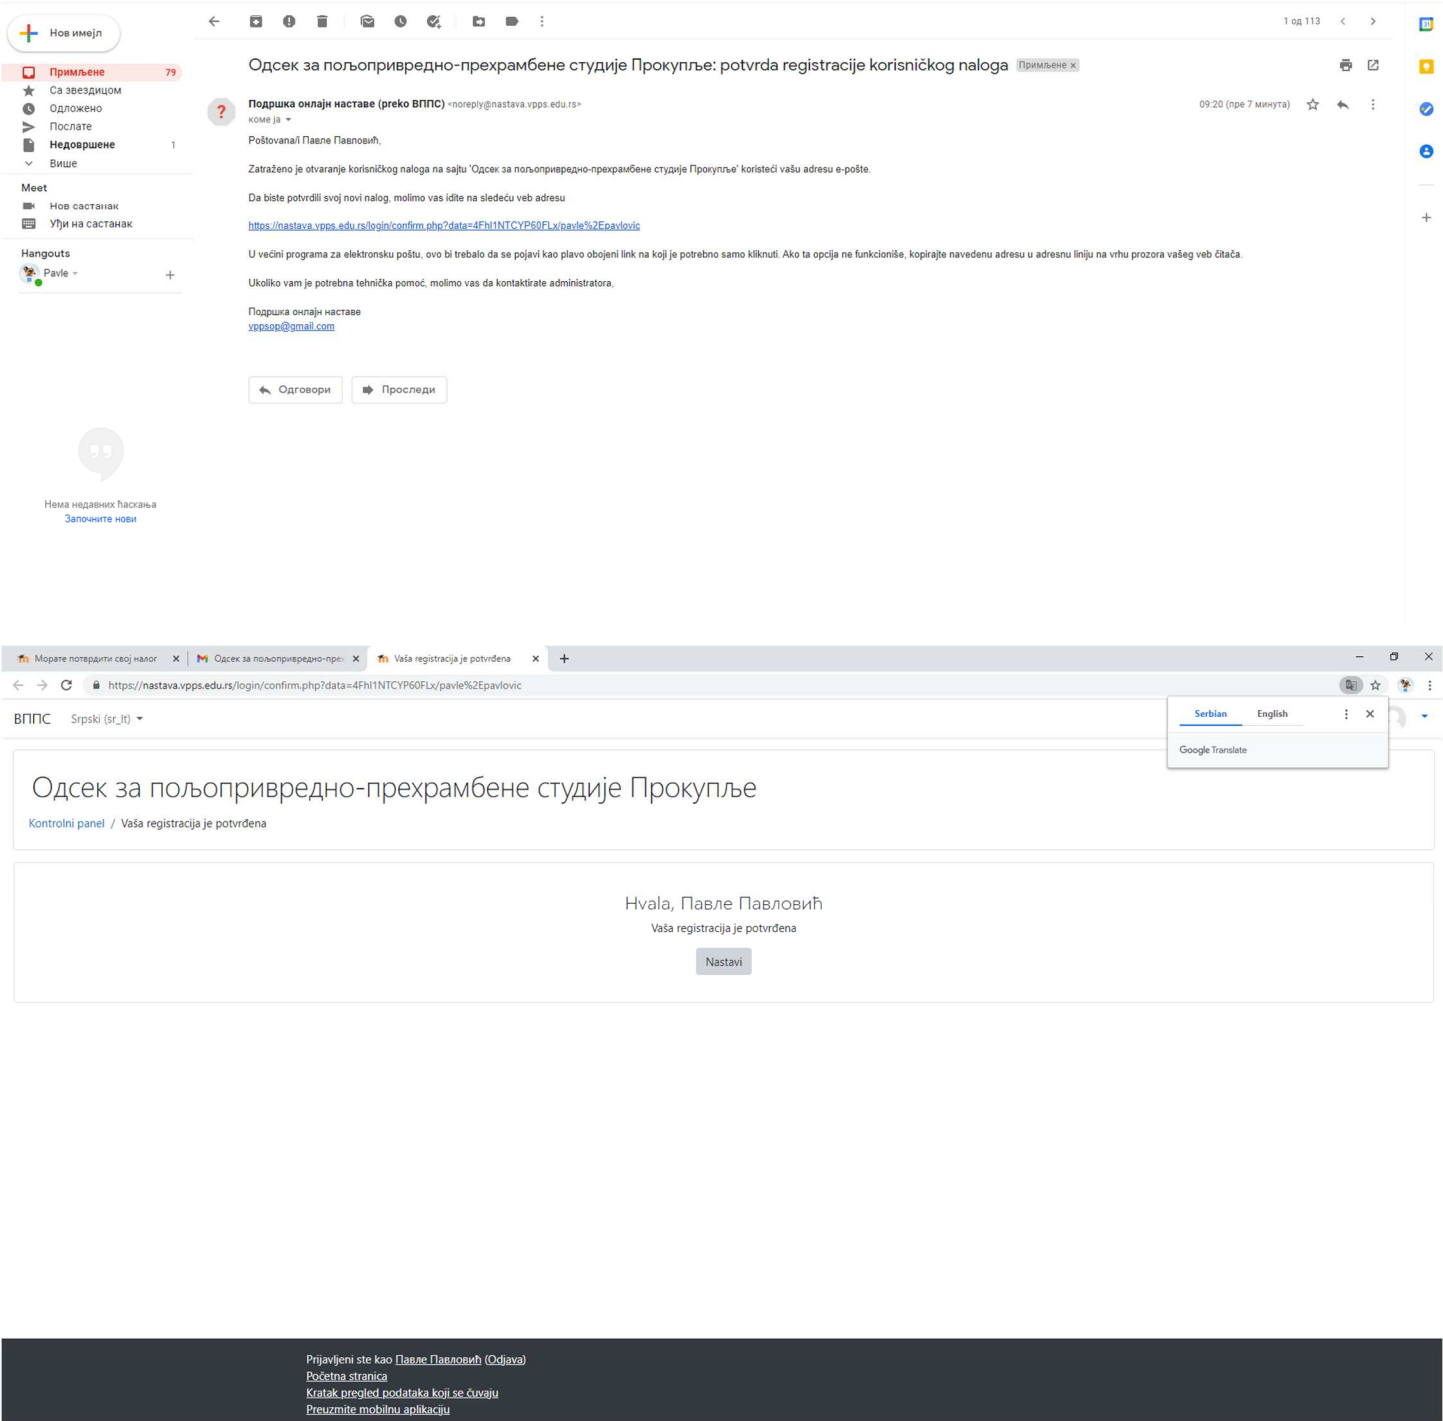 Нов имејл
1 од 113
Примљене 79
Са звездицом
Одложено
Послате
Недовршене 1
Више
Meet
Нов састанак
Уђи на састанак
Hangouts
Pavle
Нема недавних ћаскања
Започните нови
Одсек за пољопривредно-прехрамбене студије Прокупље: potvrda registracije korisničkog naloga Примљене x
Подршка онлајн наставе (preko ВППС) <noreply@nastava.vpps.edu.rs> 09:20 (пре 7 минута)
коме ја
Poštovana/i Павле Павловић,
Zatraženo je otvaranje korisničkog naloga na sajtu 'Одсек за пољопривредно-прехрамбене студије Прокупље' koristeći vašu adresu e-pošte.
Da biste potvrdili svoj novi nalog, molimo vas idite na sledeću veb adresu
https://nastava.vpps.edu.rs/login/confirm.php?data=4FhI1NTCYP60FLx/pavle%2Epavlovic
U većini programa za elektronsku poštu, ovo bi trebalo da se pojavi kao plavo obojeni link na koji je potrebno samo kliknuti. Ako ta opcija ne funkcioniše, kopirajte navedenu adresu u adresnu liniju na vrhu prozora vašeg veb čitača.
Ukoliko vam je potrebna tehnička pomoć, molimo vas da kontaktirate administratora,
Подршка онлајн наставе
vppsop@gmail.com
Одговори Проследи
Морате потврдити свој налог Одсек за пољопривредно-прех Vaša registracija je potvrđena
https://nastava.vpps.edu.rs/login/confirm.php?data=4FhI1NTCYP60FLx/pavle%2Epavlovic
ВППС Srpski (sr_lt)
Serbian English
Google Translate
Одсек за пољопривредно-прехрамбене студије Прокупље
Kontrolni panel / Vaša registracija je potvrđena
Hvala, Павле Павловић
Vaša registracija je potvrđena
Nastavi
Prijavljeni ste kao Павле Павловић (Odjava)
Početna stranica
Kratak pregled podataka koji se čuvaju
Preuzmite mobilnu aplikaciju